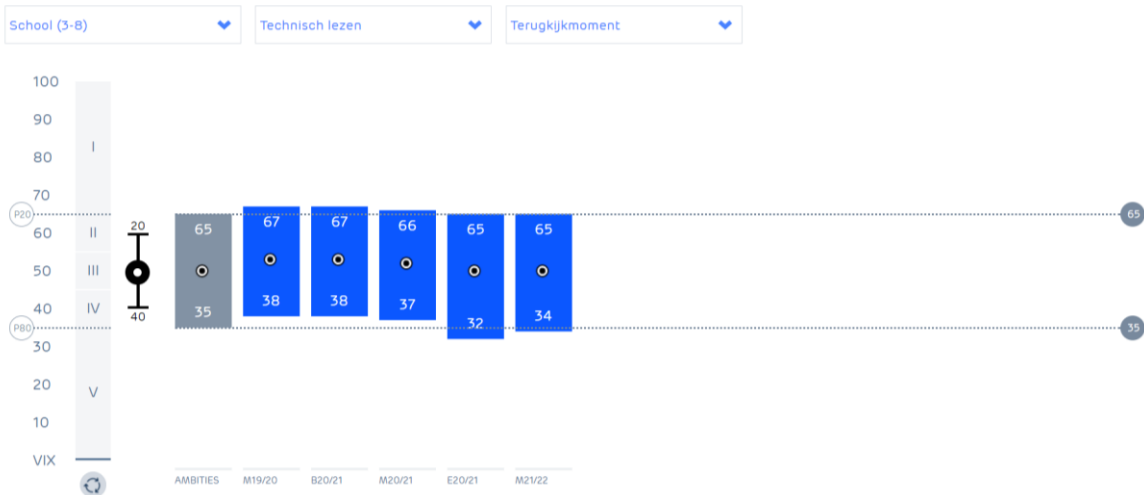 School (3-8) Technisch lezen Terugkijkmoment
100
90
80
I
70
P20
65
67 67 66 65 65
65
20
60
II
50
III
40
IV
38 38 37
35
34
32
40
P80
35
30
20
V
10
VIX
AMBITIES M19/20 B20/21 M20/21 E20/21 M21/22